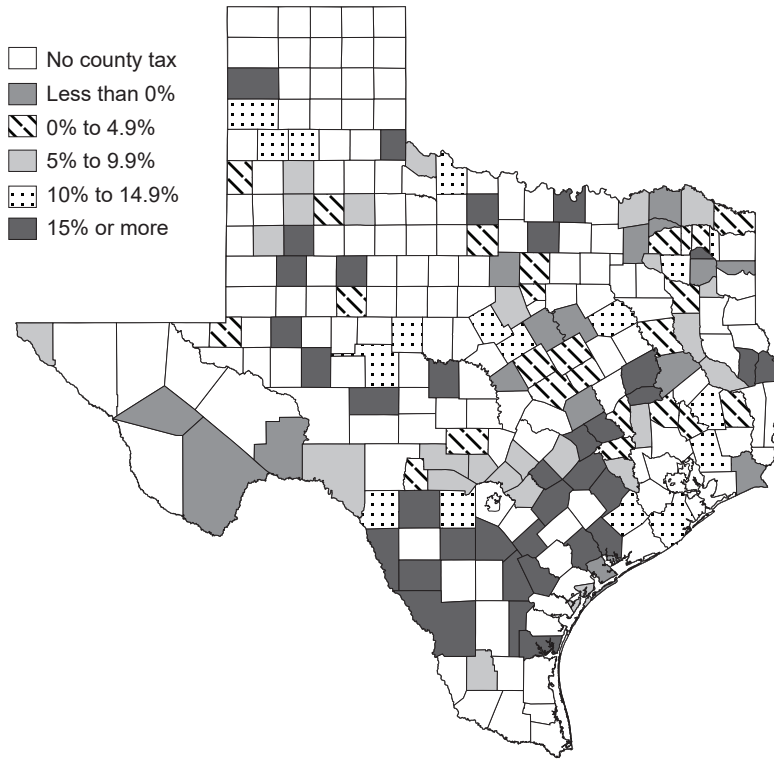 No county tax
Less than 0%
0% to 4.9%
5% to 9.9%
10% to 14.9%
15% or more